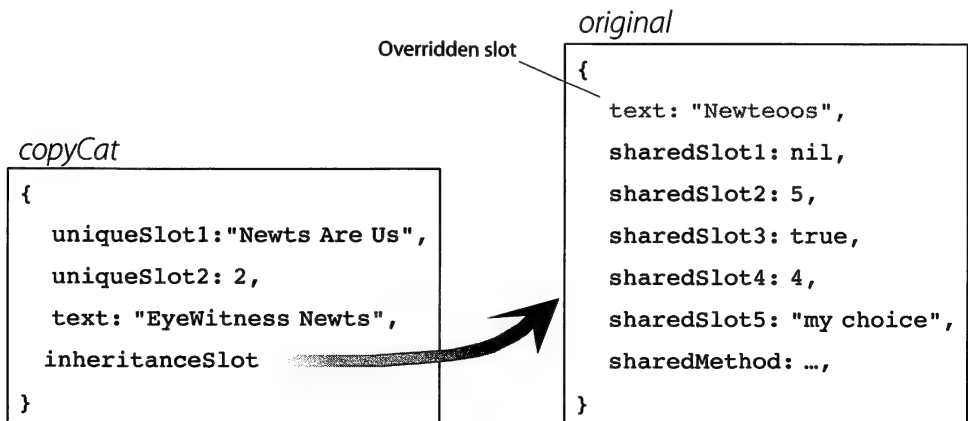 original
Overridden slot
{
text: "Newteoos",
sharedSlot1: nil,
sharedSlot2: 5,
sharedSlot3: true,
sharedSlot4: 4,
sharedSlot5: "my choice",
sharedMethod: …,
}
copyCat
{
uniqueSlot1:"Newts Are Us",
uniqueSlot2: 2,
text: "EyeWitness Newts",
inheritanceSlot
}